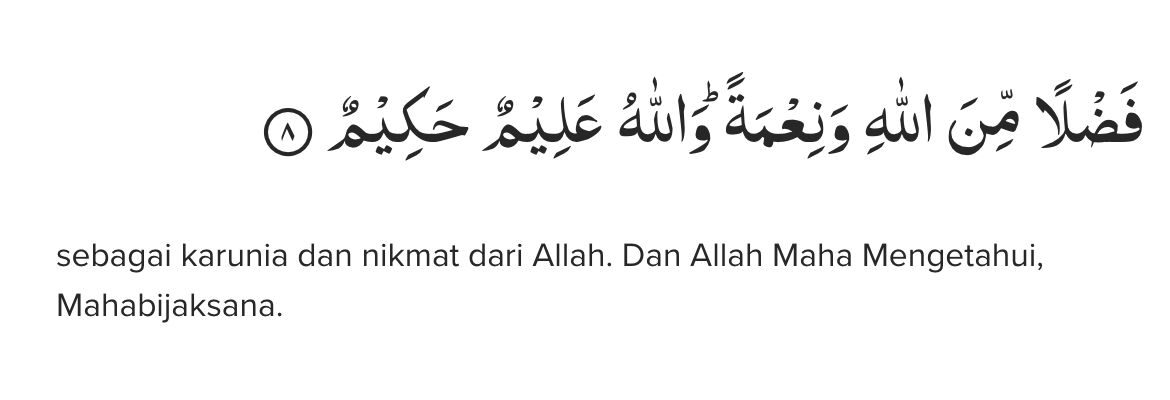 فَضْلًا مِّنَ اللّٰهِ وَنِعْمَةً ۗوَاللّٰهُ عَلِيْمٌ حَكِيْمٌ ٨
sebagai karunia dan nikmat dari Allah. Dan Allah Maha Mengetahui,
Mahabijaksana.